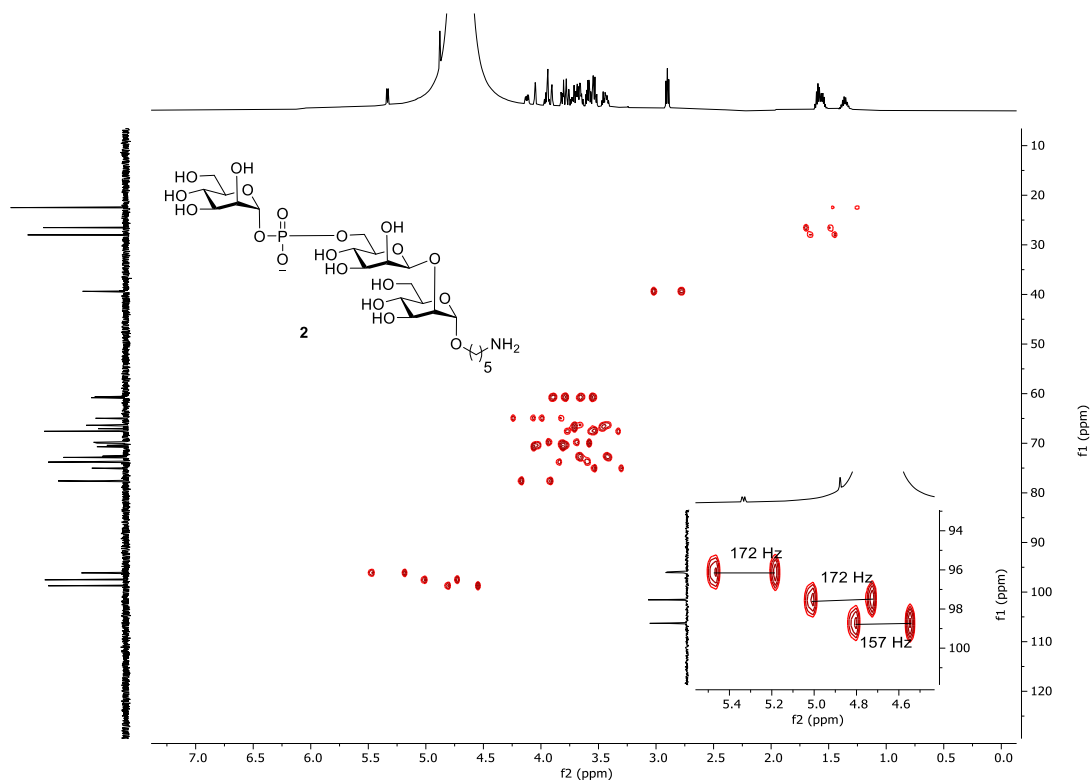 HO
OH
HO
HO
O
O
P
O
O⁻
O
OH
HO
HO
O
O
HO
HO
HO
O
O
5
NH2
2
10
20
30
40
50
60
70
80
90
100
110
120
f1 (ppm)
172 Hz
172 Hz
157 Hz
94
96
98
100
f1 (ppm)
5.4 5.2 5.0 4.8 4.6
f2 (ppm)
7.0 6.5 6.0 5.5 5.0 4.5 4.0 3.5 3.0 2.5 2.0 1.5 1.0 0.5 0.0
f2 (ppm)